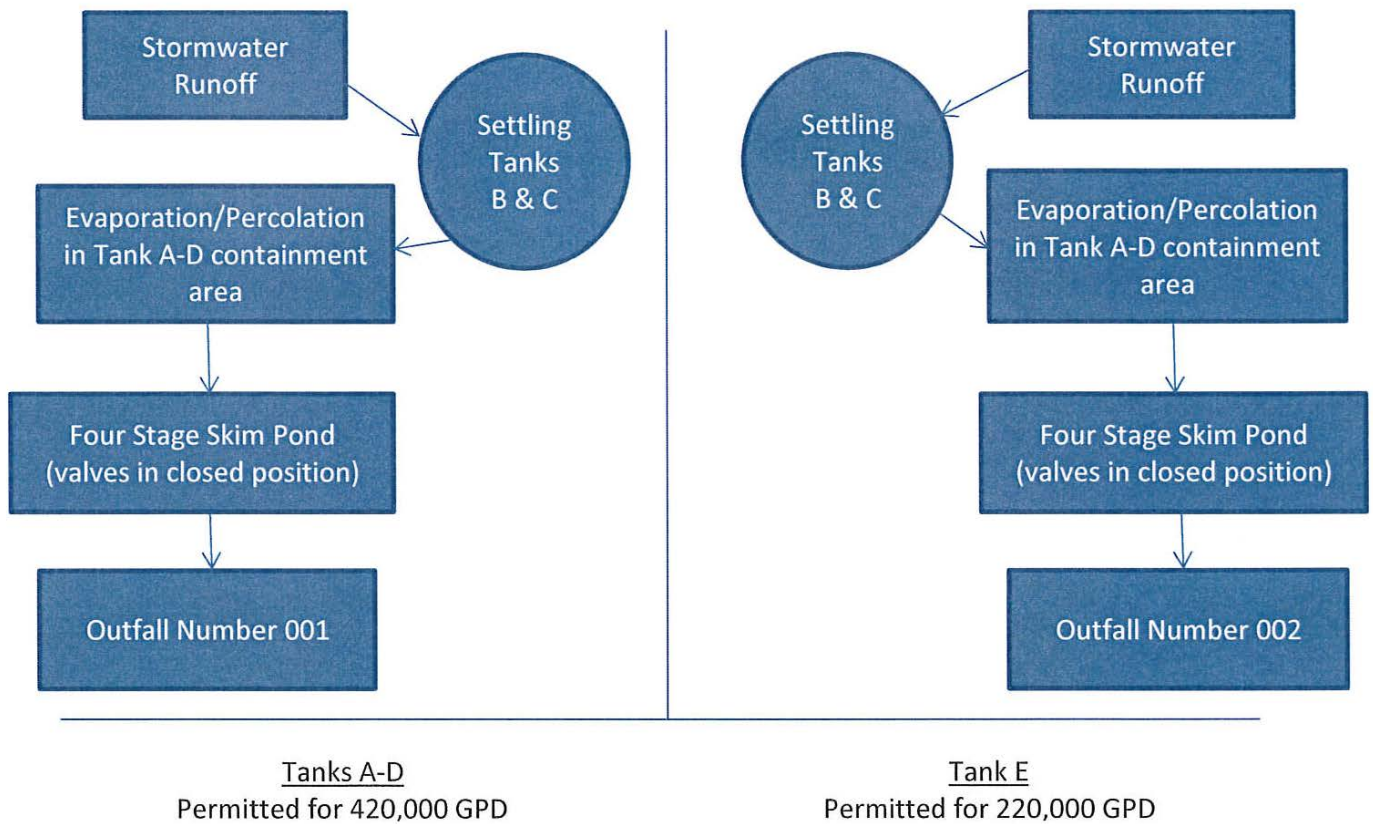 Stormwater
Runoff
Settling
Tanks
B & C
Evaporation/Percolation
in Tank A-D containment
area
Four Stage Skim Pond
(valves in closed position)
Outfall Number 001
Tanks A-D
Permitted for 420,000 GPD
Stormwater
Runoff
Settling
Tanks
B & C
Evaporation/Percolation
in Tank A-D containment
area
Four Stage Skim Pond
(valves in closed position)
Outfall Number 002
Tank E
Permitted for 220,000 GPD